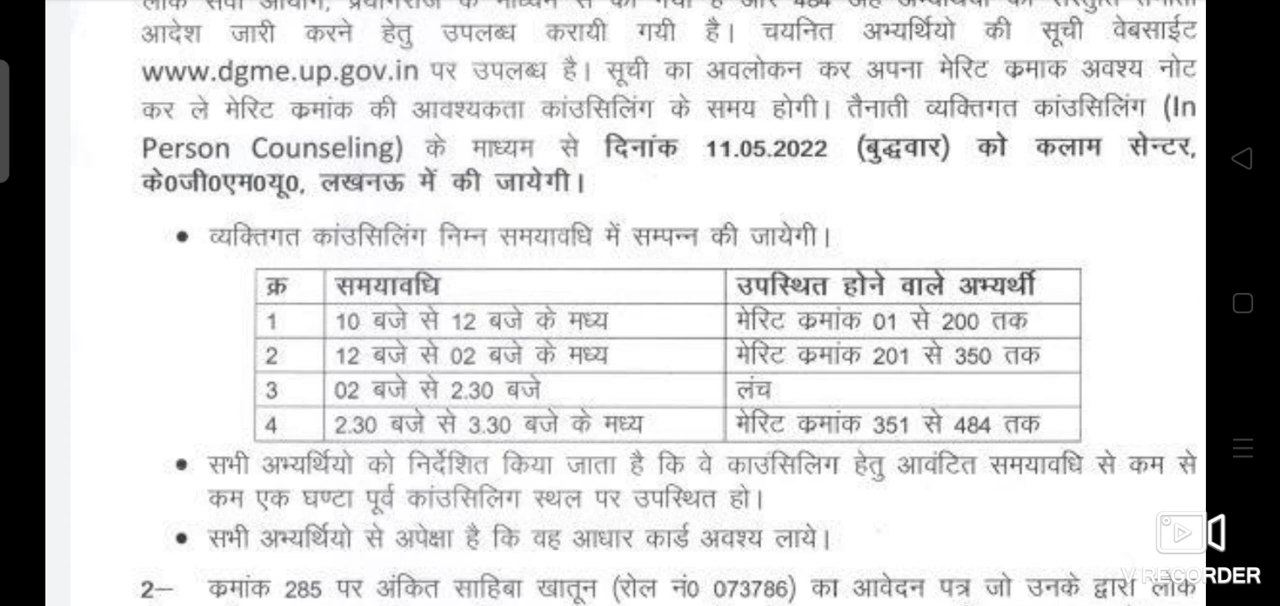 आदेश जारी करने हेतु उपलब्ध करायी गयी है। चयनित अभ्यर्थियो की सूची वेबसाईट
www.dgme.up.gov.in पर उपलब्ध है। सूची का अवलोकन कर अपना मेरिट क्रमाक अवश्य नोट
कर ले मेरिट क्रमांक की आवश्यकता कांउसिलिंग के समय होगी। तैनाती व्यक्तिगत कांउसिलिंग (In
Person Counseling) के माध्यम से दिनांक 11.05.2022 (बुद्धवार) को कलाम सेन्टर,
के0जी0एम0यू0, लखनऊ में की जायेगी।
• व्यक्तिगत कांउसिलिंग निम्न समयावधि में सम्पन्न की जायेगी।
क्र समयावधि उपस्थित होने वाले अभ्यर्थी
1 10 बजे से 12 बजे के मध्य मेरिट क्रमांक 01 से 200 तक
2 12 बजे से 02 बजे के मध्य मेरिट क्रमांक 201 से 350 तक
3 02 बजे से 2.30 बजे लंच
4 2.30 बजे से 3.30 बजे के मध्य मेरिट क्रमांक 351 से 484 तक
• सभी अभ्यर्थियो को निर्देशित किया जाता है कि वे काउंसिलिग हेतु आवंटित समयावधि से कम से
कम एक घण्टा पूर्व कांउसिलिग स्थल पर उपस्थित हो।
• सभी अभ्यर्थियो से अपेक्षा है कि वह आधार कार्ड अवश्य लाये।
2– क्रमांक 285 पर अंकित साहिबा खातून (रोल नं0 073786) का आवेदन पत्र जो उनके द्वारा लोक
V RECORDER